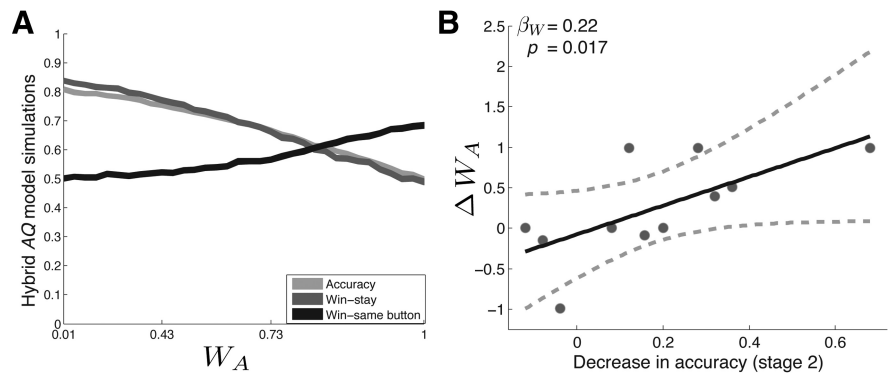 A
Hybrid AQ model simulations
1
0.9
0.8
0.7
0.6
0.5
0.4
0.3
0.2
0.1
0
0.01
0.43
0.73
1
W_A
Accuracy
Win−stay
Win−same button
B
β_W = 0.22
p = 0.017
Δ W_A
2.5
2
1.5
1
0.5
0
−0.5
−1
0
0.2
0.4
0.6
Decrease in accuracy (stage 2)